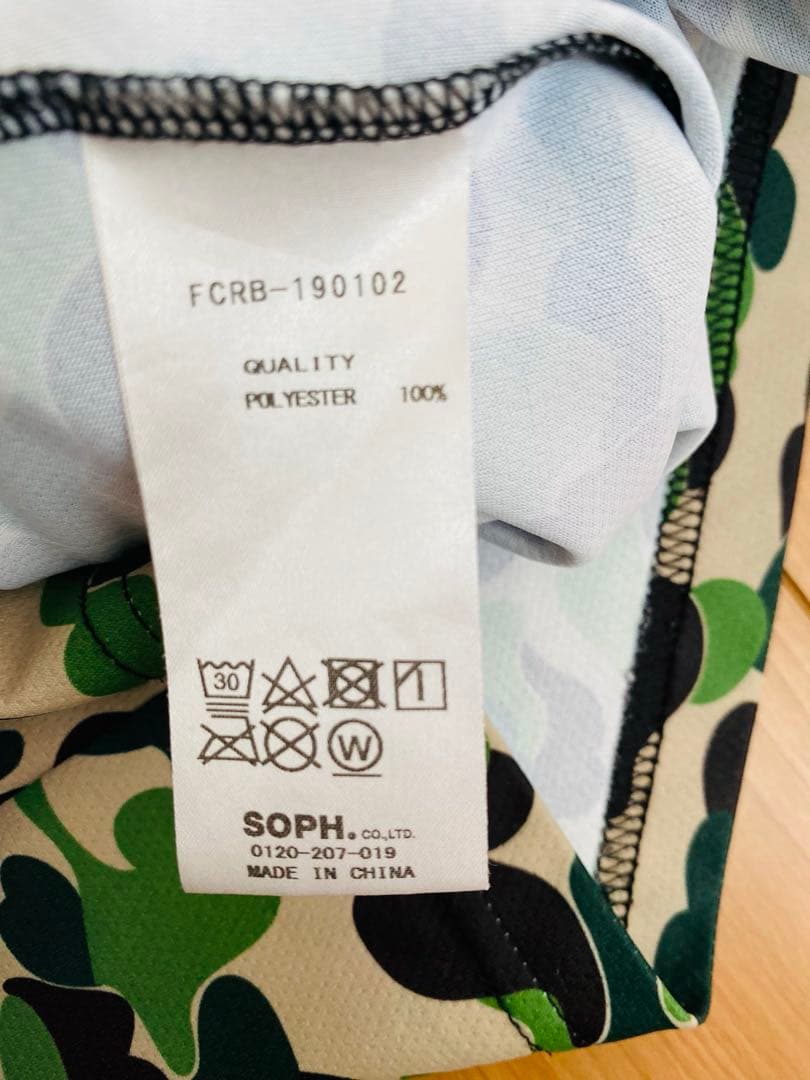 FCRB-190102
QUALITY
POLYESTER 100%
30
W
SOPH. CO.,LTD.
0120-207-019
MADE IN CHINA